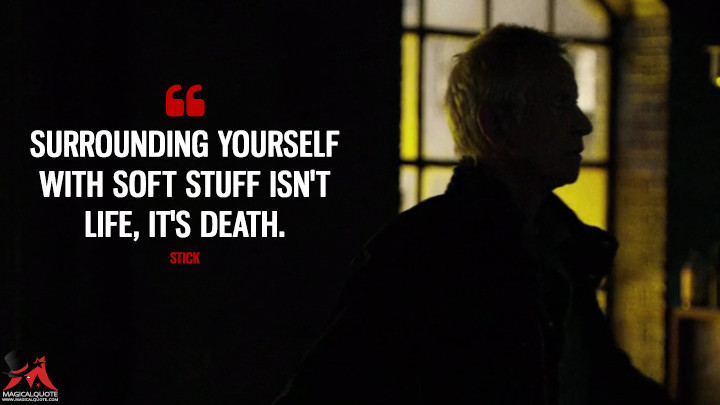 SURROUNDING YOURSELF
WITH SOFT STUFF ISN'T
LIFE, IT'S DEATH.
STICK
MAGICALQUOTE
WWW.MAGICALQUOTE.COM